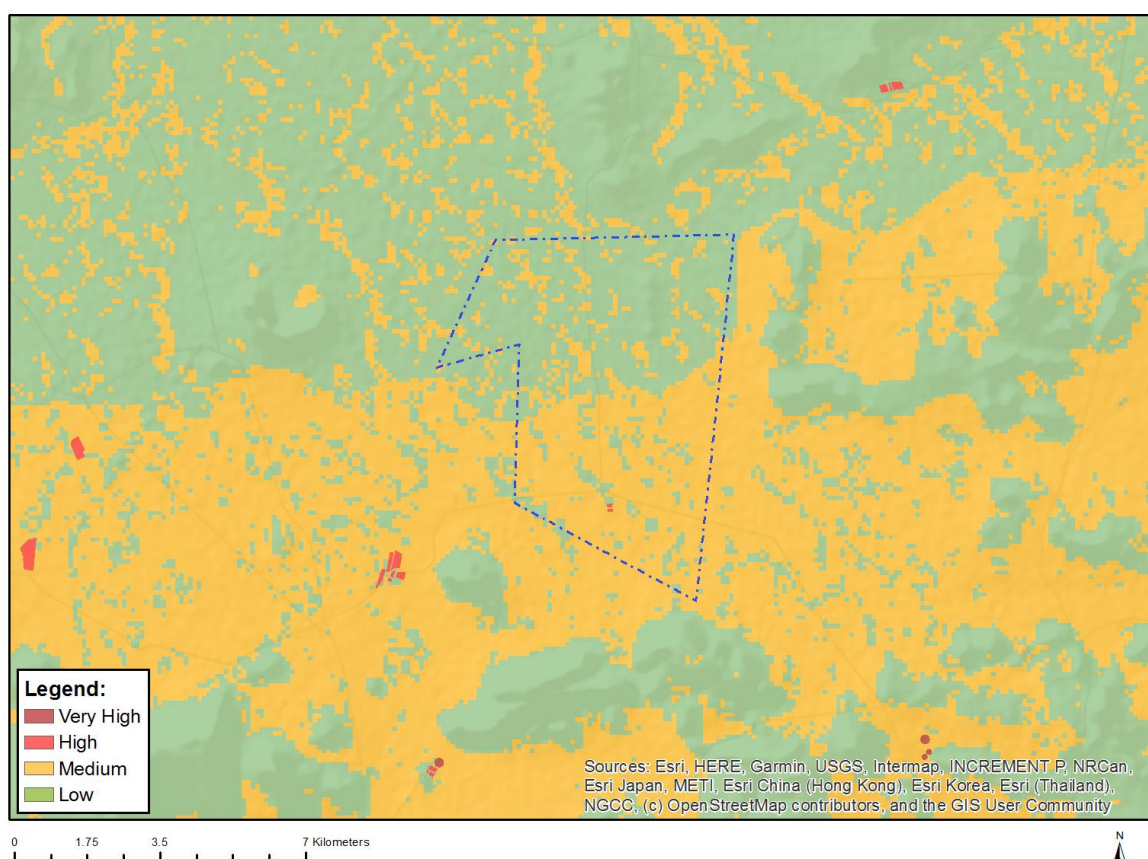 Legend:
Very High
High
Medium
Low
Sources: Esri, HERE, Garmin, USGS, Intermap, INCREMENT P, NRCan,
Esri Japan, METI, Esri China (Hong Kong), Esri Korea, Esri (Thailand),
NGCC, (c) OpenStreetMap contributors, and the GIS User Community
0 1.75 3.5 7 Kilometers
N